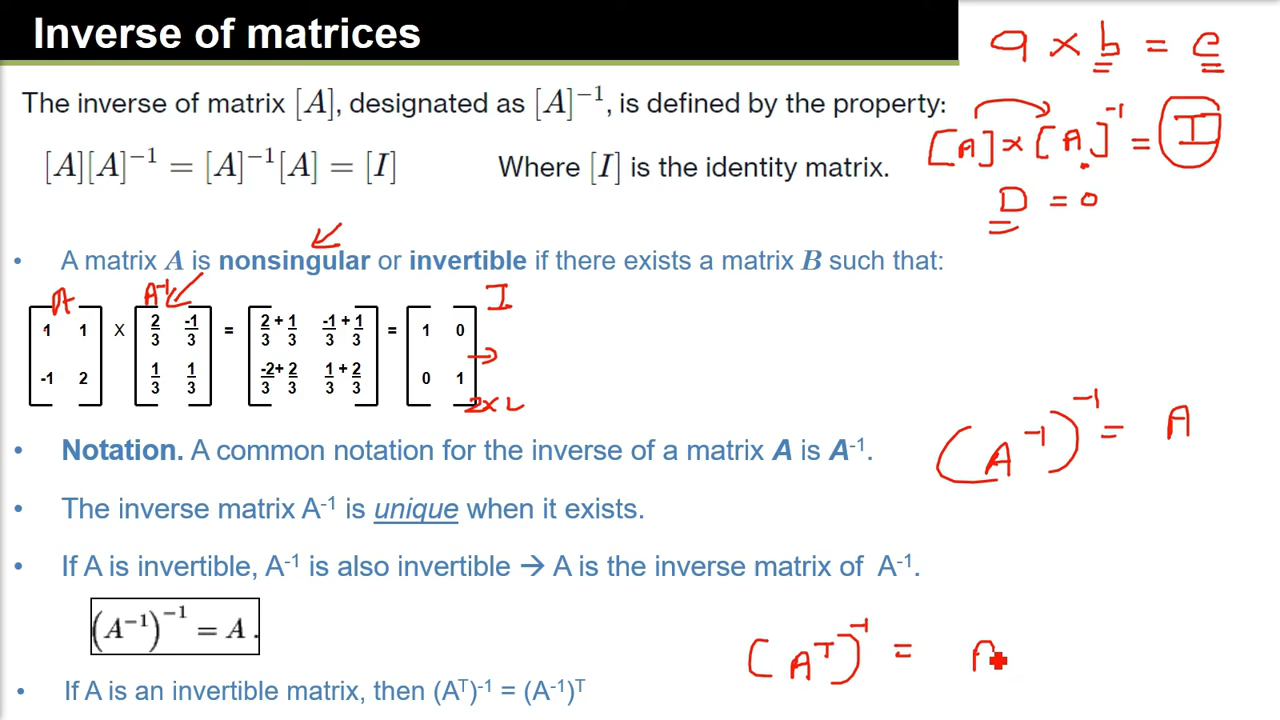 Inverse of matrices
a × b = c
The inverse of matrix [A], designated as [A]⁻¹, is defined by the property:
[A] × [A]⁻¹ = I
[A][A]⁻¹ = [A]⁻¹[A] = [I] Where [I] is the identity matrix.
D = 0
• A matrix A is nonsingular or invertible if there exists a matrix B such that:
A A⁻¹ I
1 1 X 2/3 -1/3 = 2/3 + 1/3 -1/3 + 1/3 = 1 0
-1 2 1/3 1/3 -2/3 + 2/3 1/3 + 2/3 0 1
2×2
(A⁻¹)⁻¹ = A
• Notation. A common notation for the inverse of a matrix A is A⁻¹.
• The inverse matrix A⁻¹ is unique when it exists.
• If A is invertible, A⁻¹ is also invertible → A is the inverse matrix of A⁻¹.
(A⁻¹)⁻¹ = A .
(Aᵀ)⁻¹ =
• If A is an invertible matrix, then (Aᵀ)⁻¹ = (A⁻¹)ᵀ